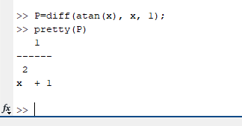 >> P=diff(atan(x), x, 1);
>> pretty(P)
1
------
2
x + 1
fx >>